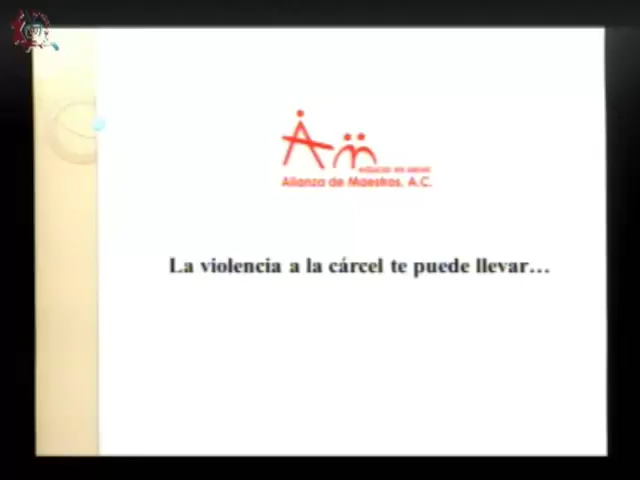 Alianza de Maestros, A.C.
La violencia a la cárcel te puede llevar...